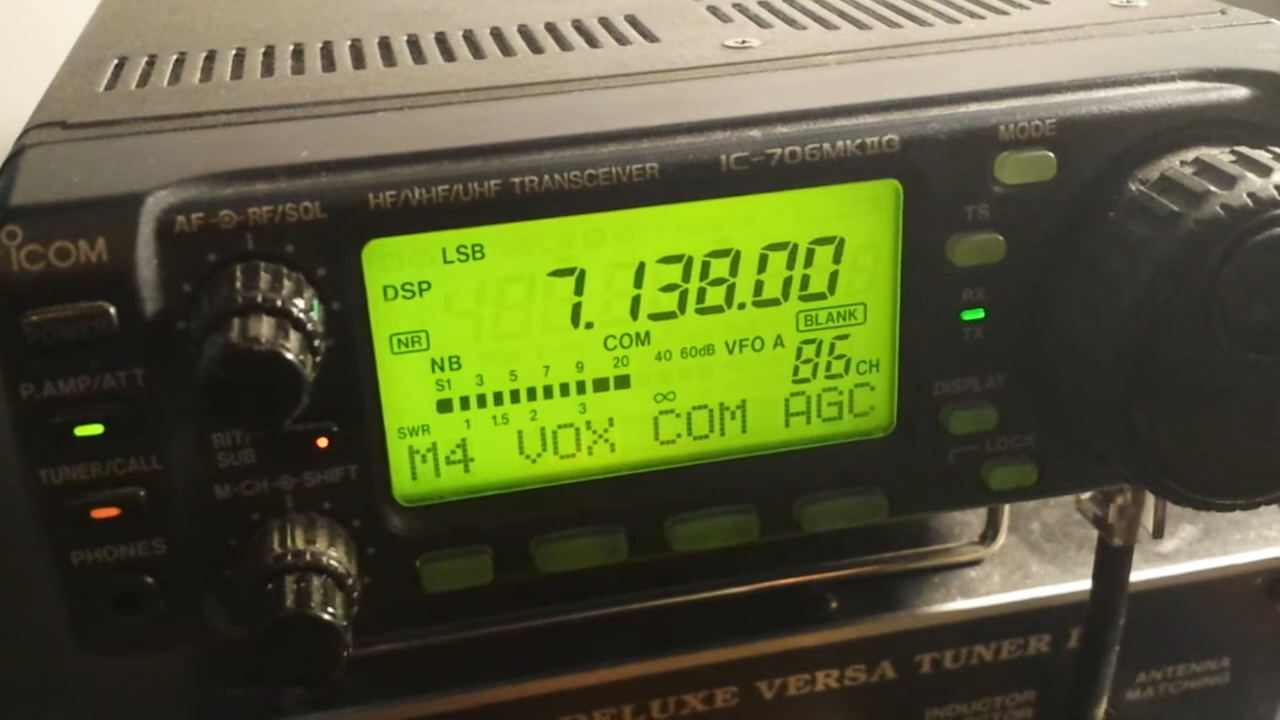 ICOM
POWER
P.AMP/ATT
TUNER/CALL
PHONES
AF RF/SQL
RIT/
SUB
M-CH SHIFT
HF/VHF/UHF TRANSCEIVER
IC-706MKIIG
LSB
DSP
7.138.00
NR
COM
BLANK
NB
VFO A
86 CH
S1 3 5 7 9 20 40 60dB
SWR 1 1.5 2 3 ∞
M4 VOX COM AGC
MODE
TS
RX
TX
DISPLAY
LOCK
DELUXE VERSA TUNER
ANTENNA
MATCHING
INDUCTOR